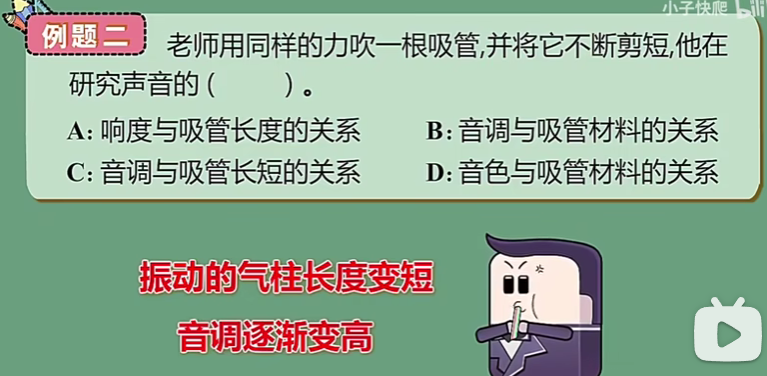 小子快爬 bili
例题二
老师用同样的力吹一根吸管,并将它不断剪短,他在
研究声音的(      )。
A: 响度与吸管长度的关系 B: 音调与吸管材料的关系
C: 音调与吸管长短的关系 D: 音色与吸管材料的关系
振动的气柱长度变短
音调逐渐变高